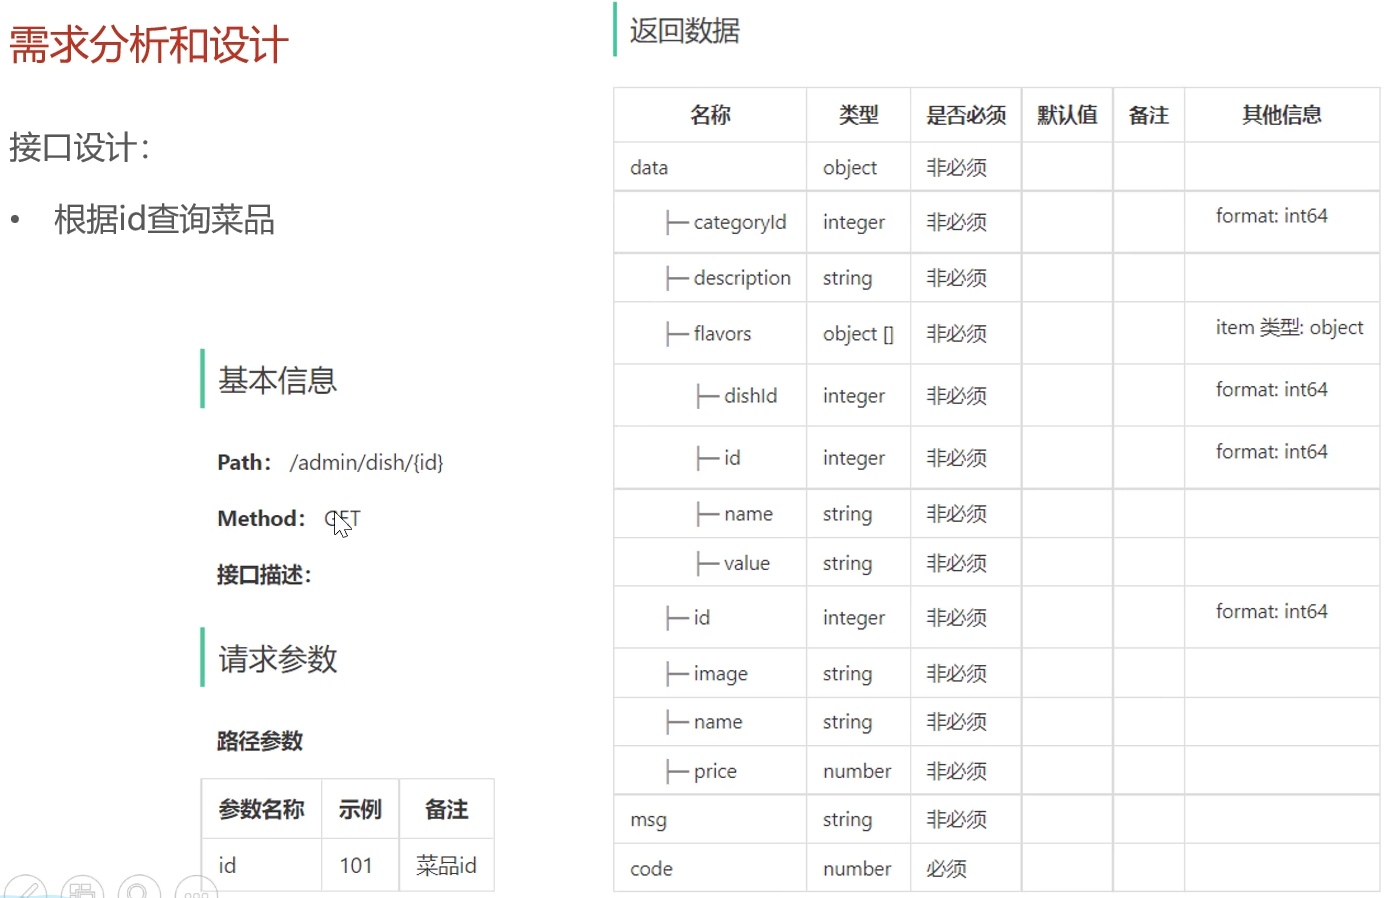 需求分析和设计
接口设计：
• 根据id查询菜品
基本信息
Path： /admin/dish/{id}
Method： GET
接口描述：
请求参数
路径参数
参数名称 示例 备注
id 101 菜品id
返回数据
名称 类型 是否必须 默认值 备注 其他信息
data object 非必须
├─ categoryId integer 非必须 format: int64
├─ description string 非必须
├─ flavors object [] 非必须 item 类型: object
├─ dishId integer 非必须 format: int64
├─ id integer 非必须 format: int64
├─ name string 非必须
├─ value string 非必须
├─ id integer 非必须 format: int64
├─ image string 非必须
├─ name string 非必须
├─ price number 非必须
msg string 非必须
code number 必须